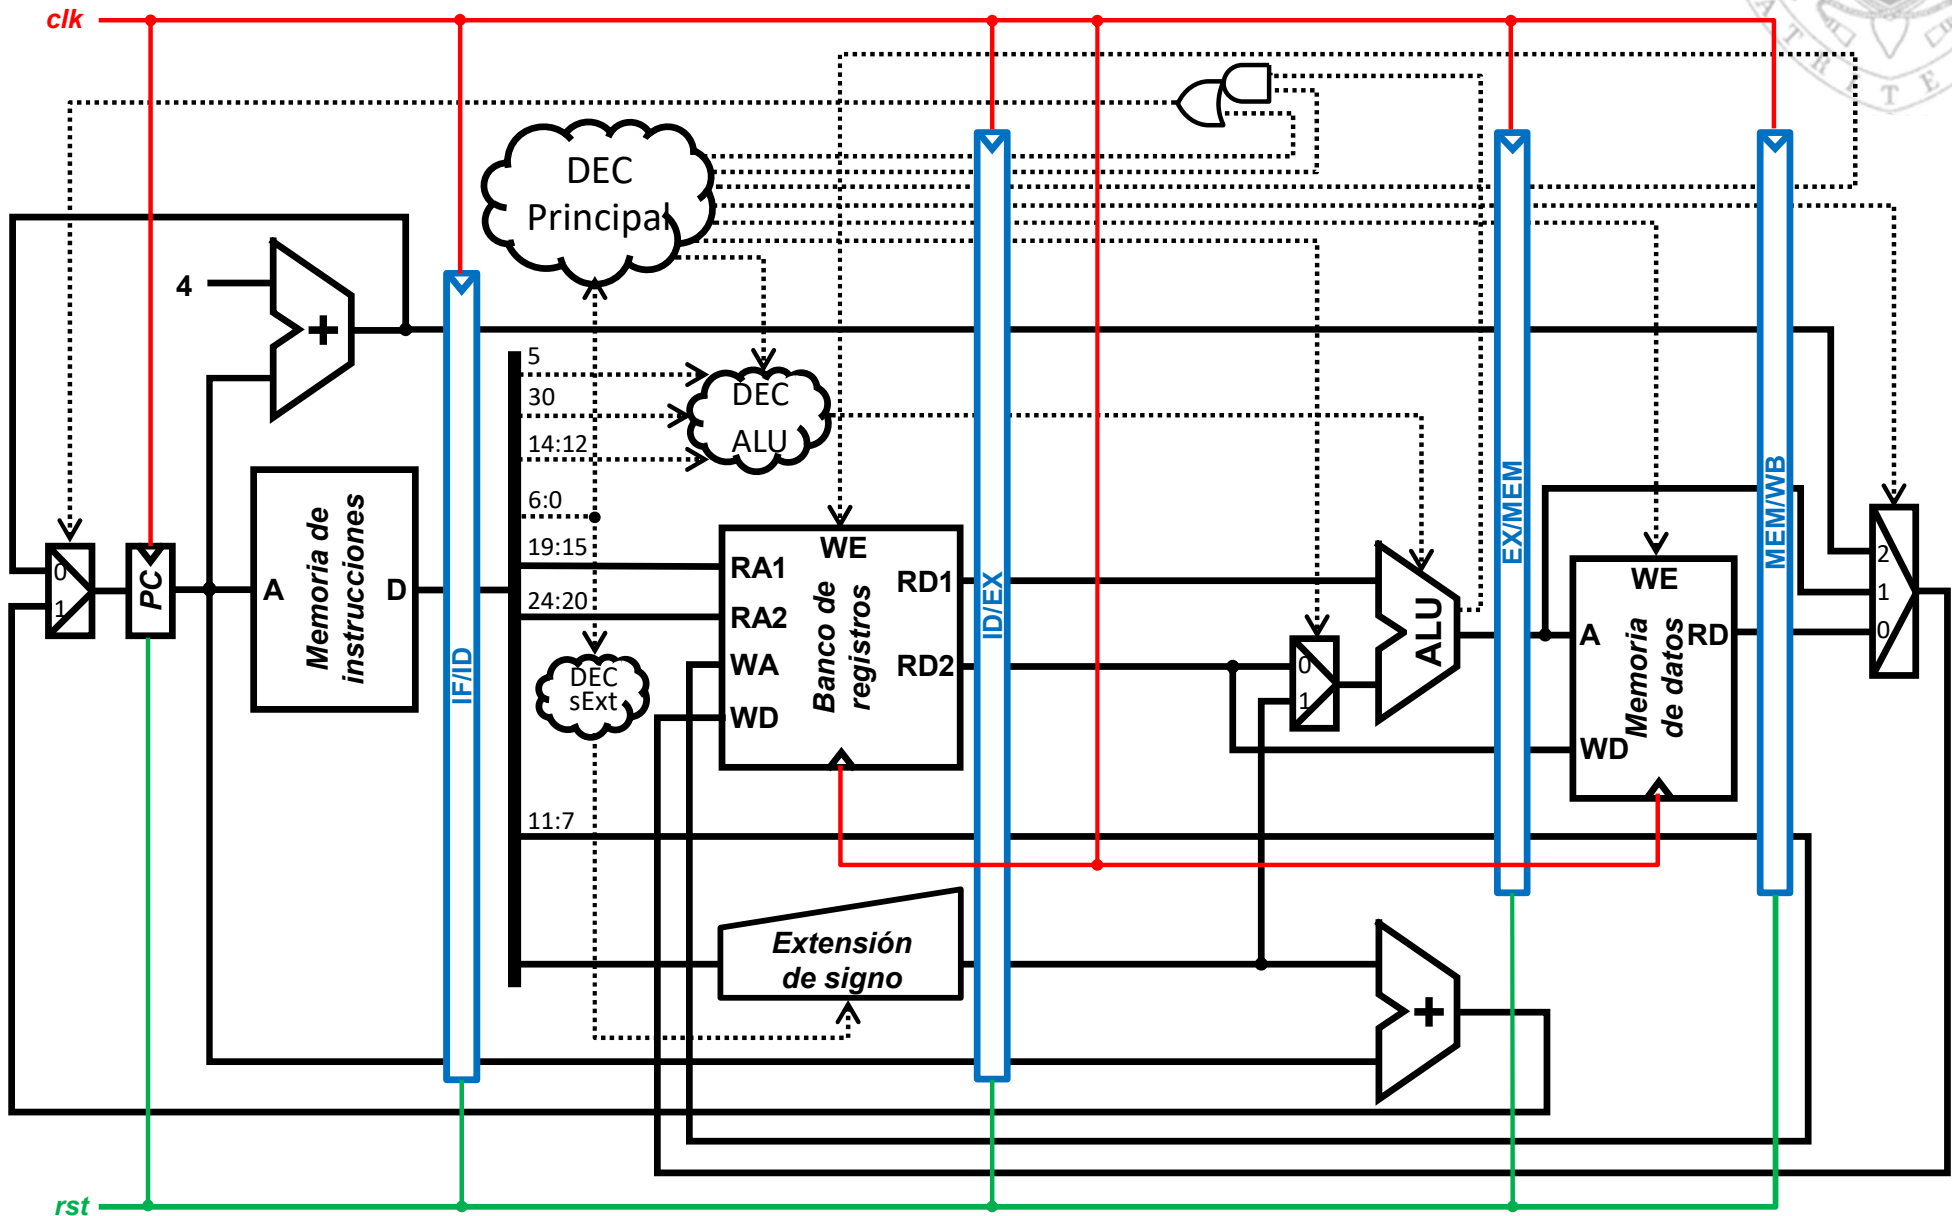 clk
A T R I T E
DEC
Principal
4
+
5
30
14:12
6:0
19:15
24:20
11:7
DEC
ALU
DEC
sExt
0
1
PC
A
Memoria de
instrucciones
D
IF/ID
WE
RA1
RA2
WA
WD
Banco de
registros
RD1
RD2
ID/EX
0
1
ALU
EX/MEM
WE
A
RD
WD
Memoria
de datos
MEM/WB
2
1
0
Extensión
de signo
+
rst